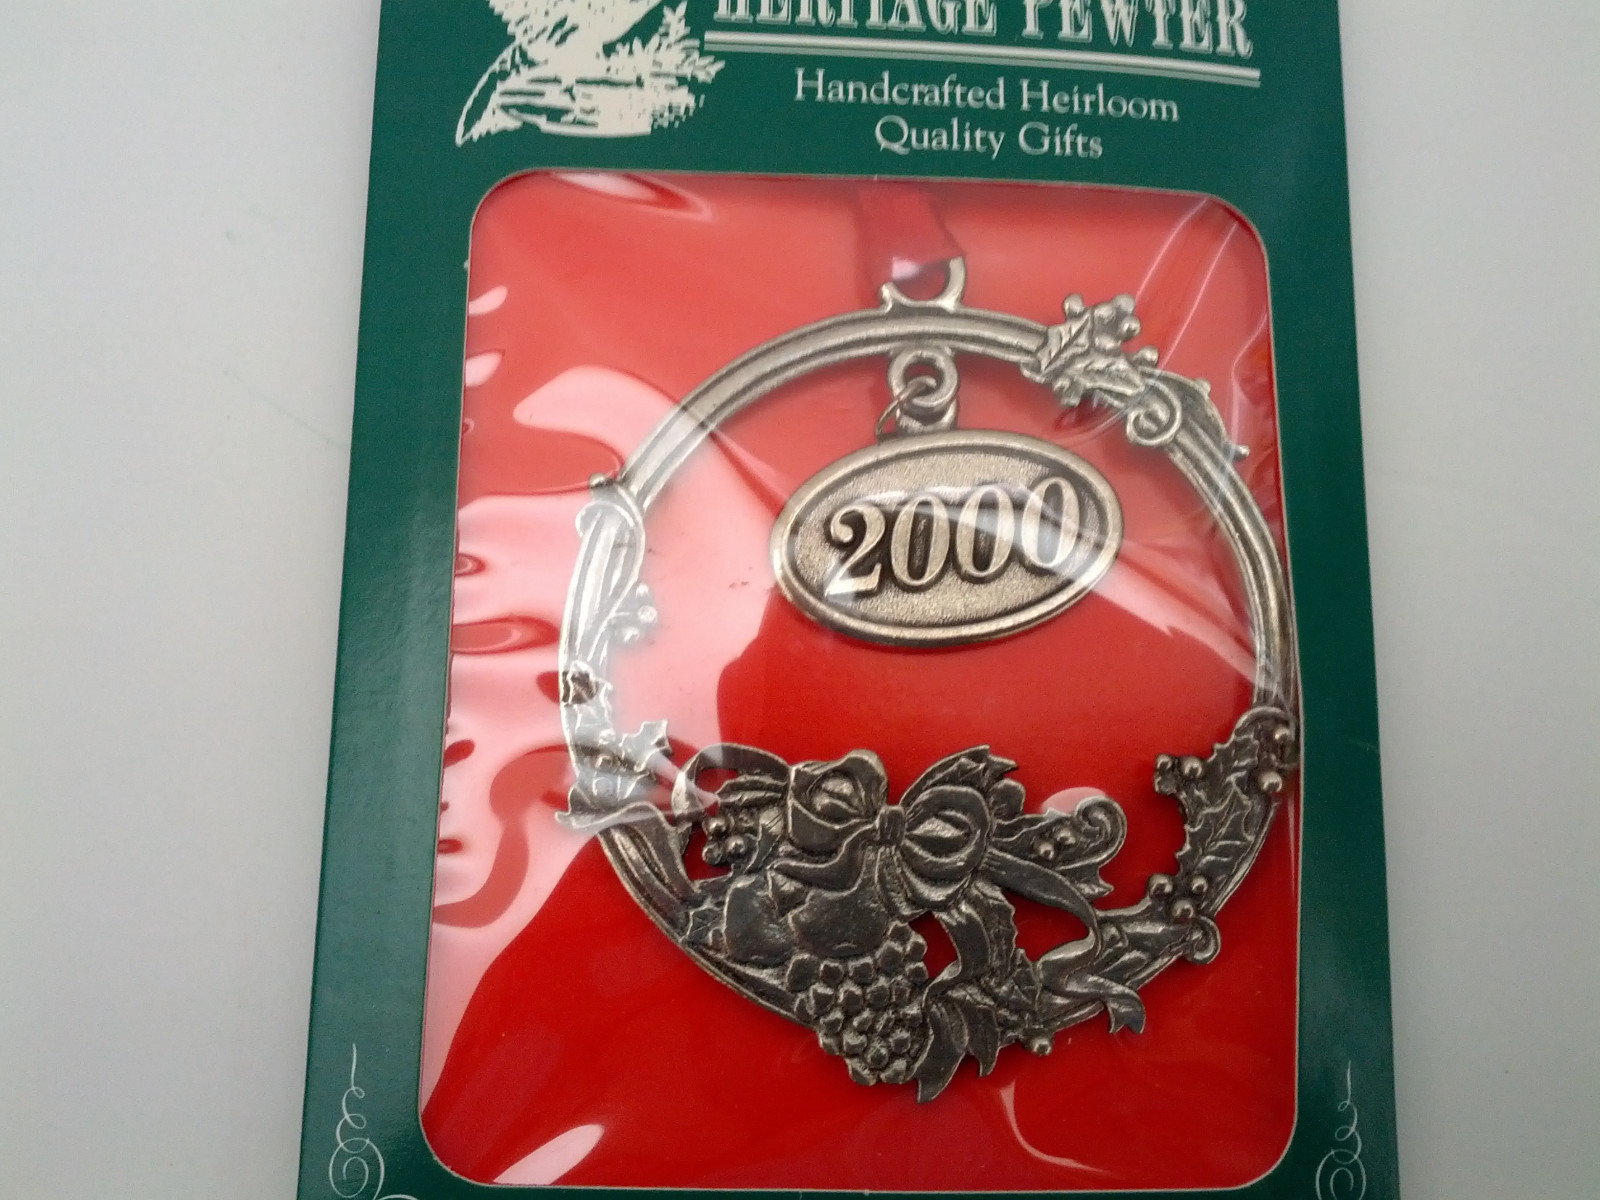 HERITAGE PEWTER
Handcrafted Heirloom
Quality Gifts
2000